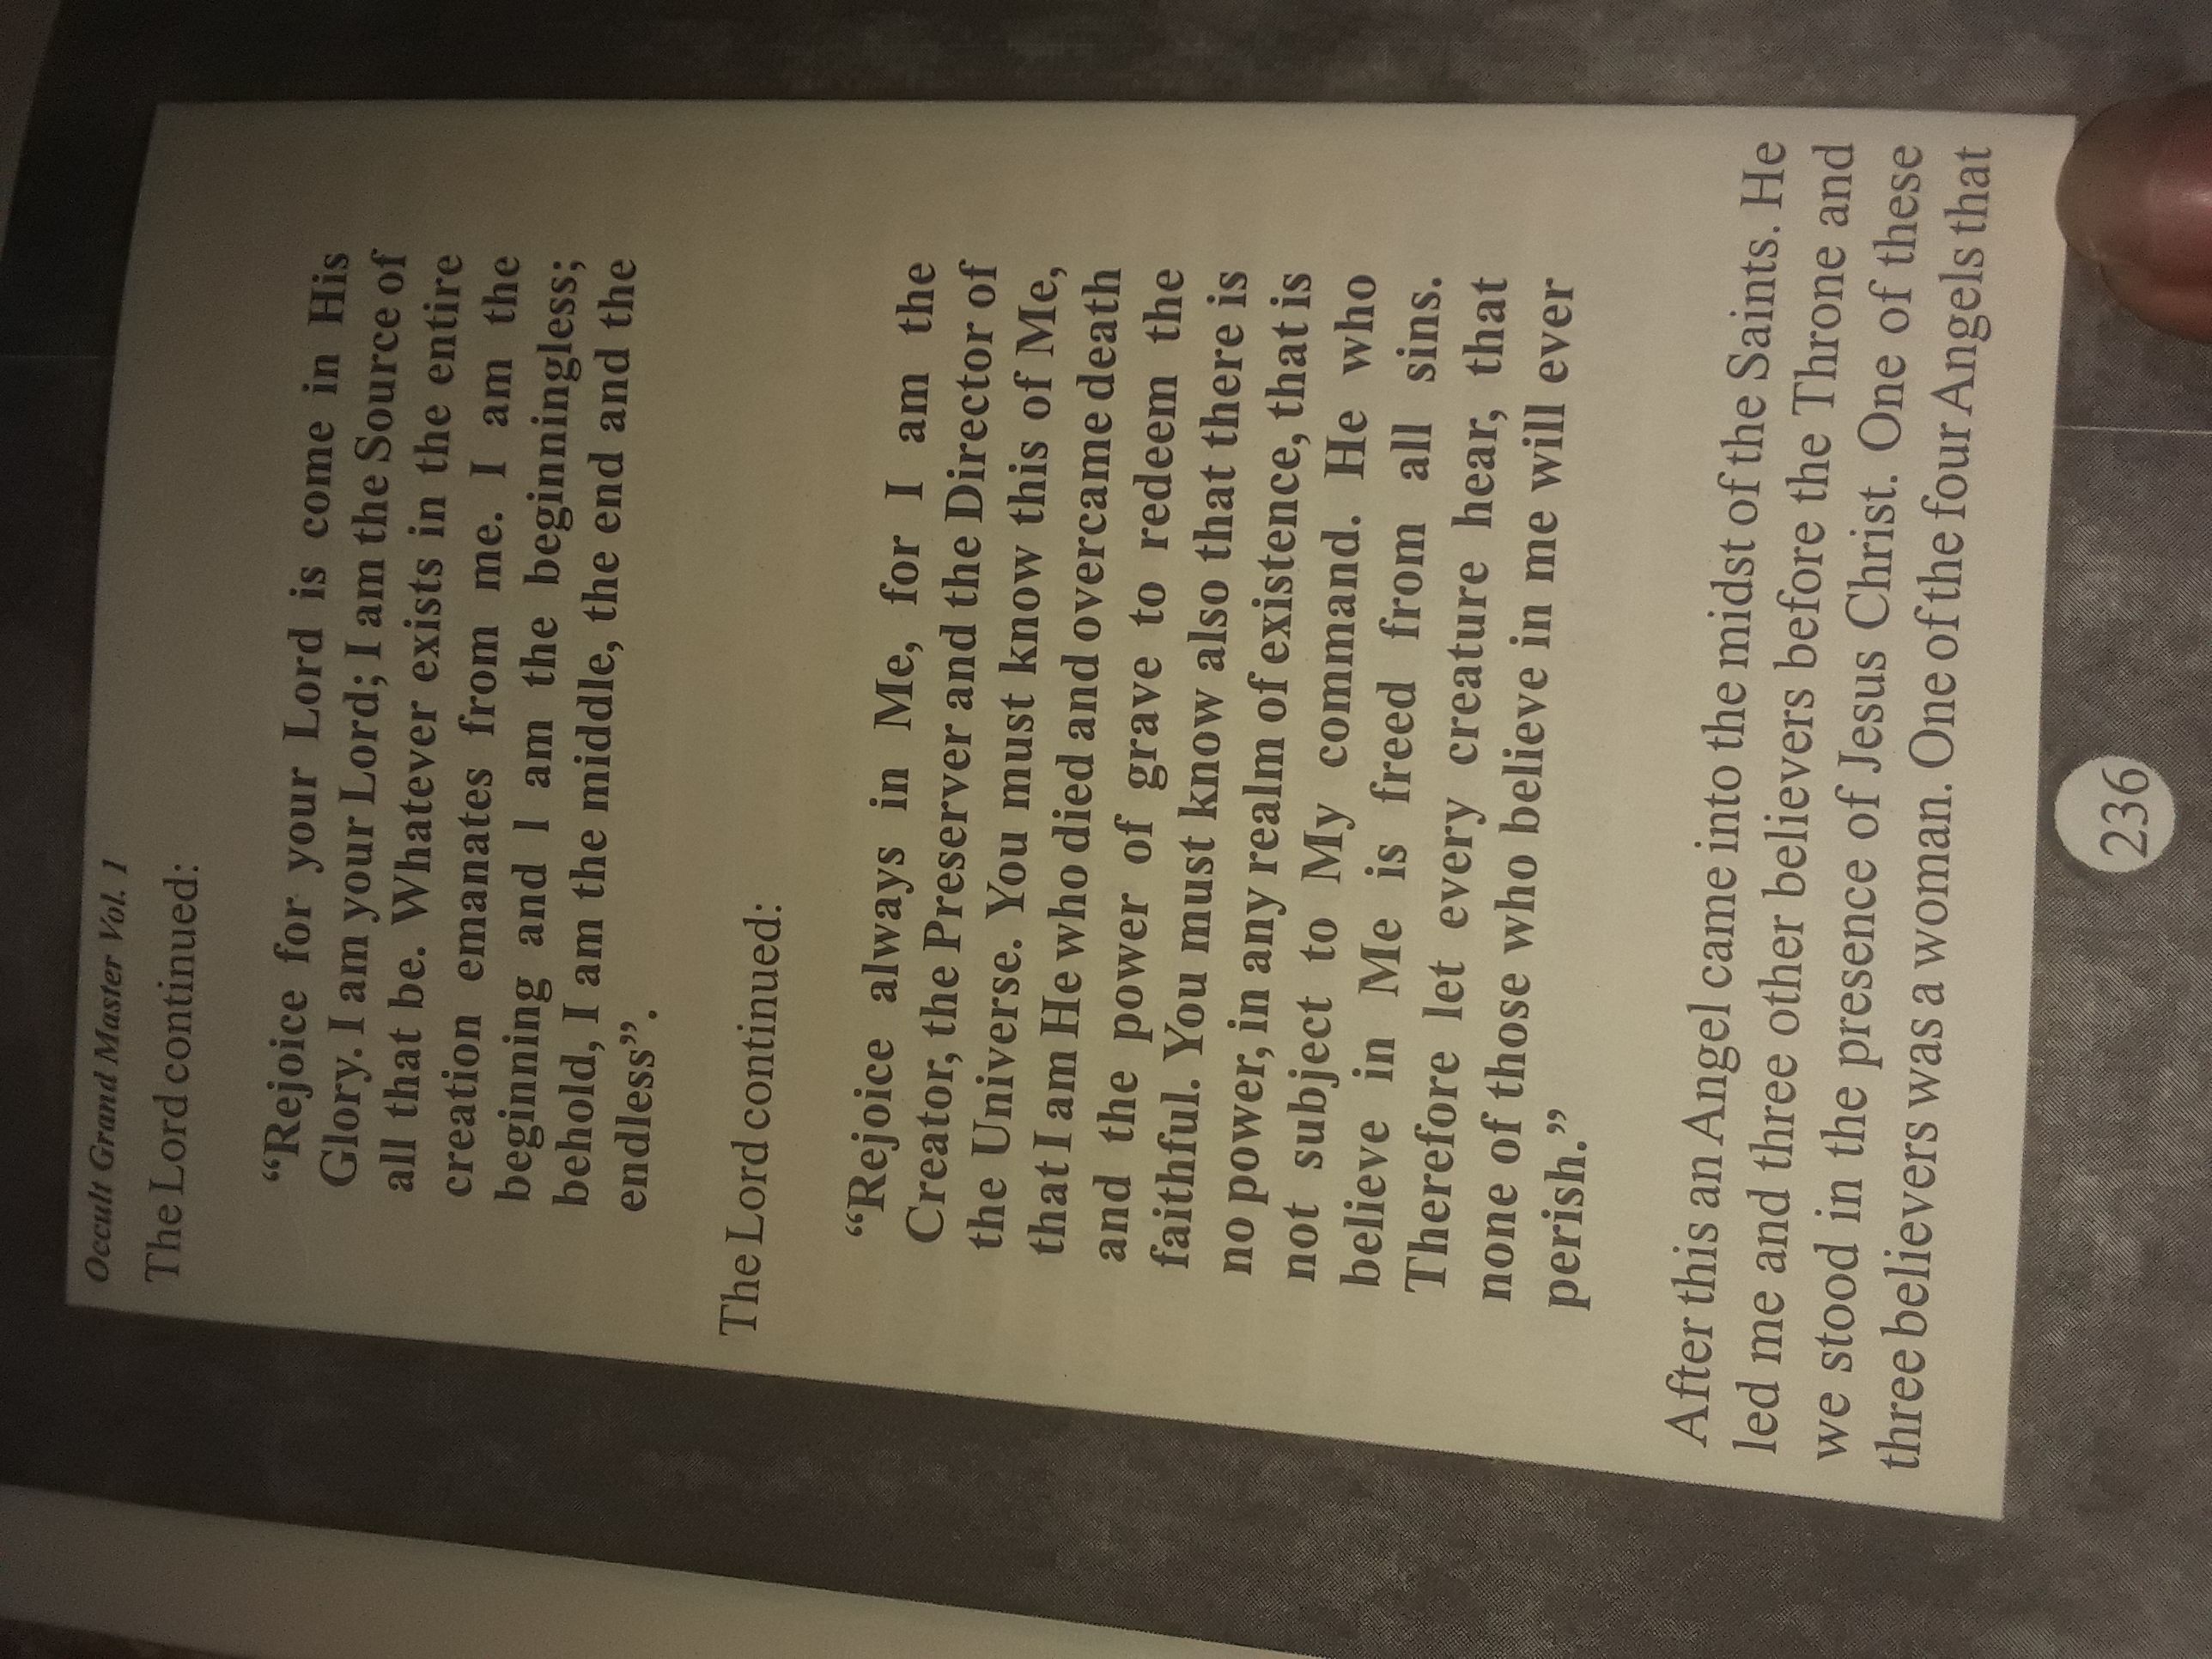 Occult Grand Master Vol. 1
The Lord continued:
“Rejoice for your Lord is come in His
Glory. I am your Lord; I am the Source of
all that be. Whatever exists in the entire
creation emanates from me. I am the
beginning and I am the beginningless;
behold, I am the middle, the end and the
endless”.
The Lord continued:
“Rejoice always in Me, for I am the
Creator, the Preserver and the Director of
the Universe. You must know this of Me,
that I am He who died and overcame death
and the power of grave to redeem the
faithful. You must know also that there is
no power, in any realm of existence, that is
not subject to My command. He who
believe in Me is freed from all sins.
Therefore let every creature hear, that
none of those who believe in me will ever
perish.”
After this an Angel came into the midst of the Saints. He
led me and three other believers before the Throne and
we stood in the presence of Jesus Christ. One of these
three believers was a woman. One of the four Angels that
236